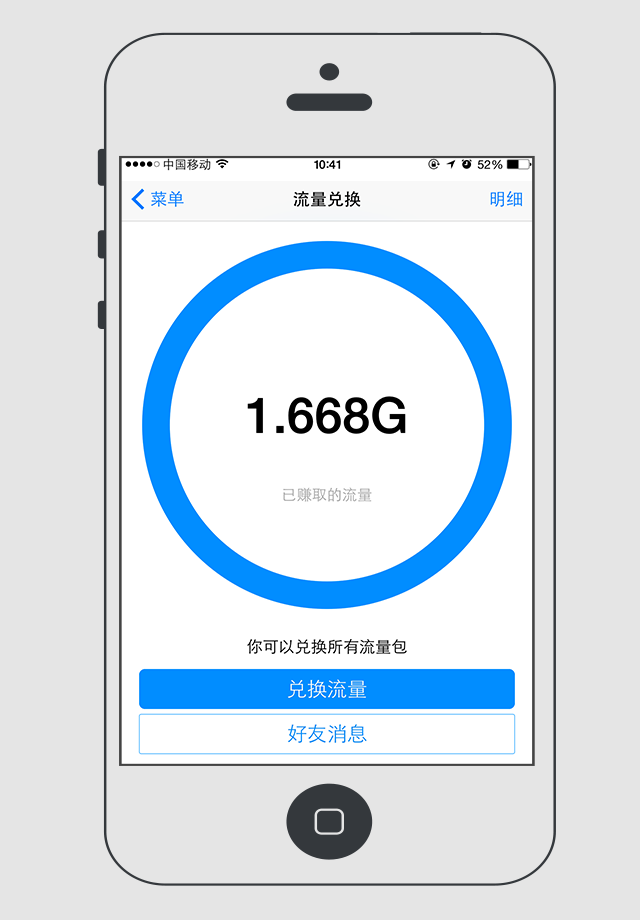 中国移动 10:41 52%
菜单 流量兑换 明细
1.668G
已赚取的流量
你可以兑换所有流量包
兑换流量
好友消息